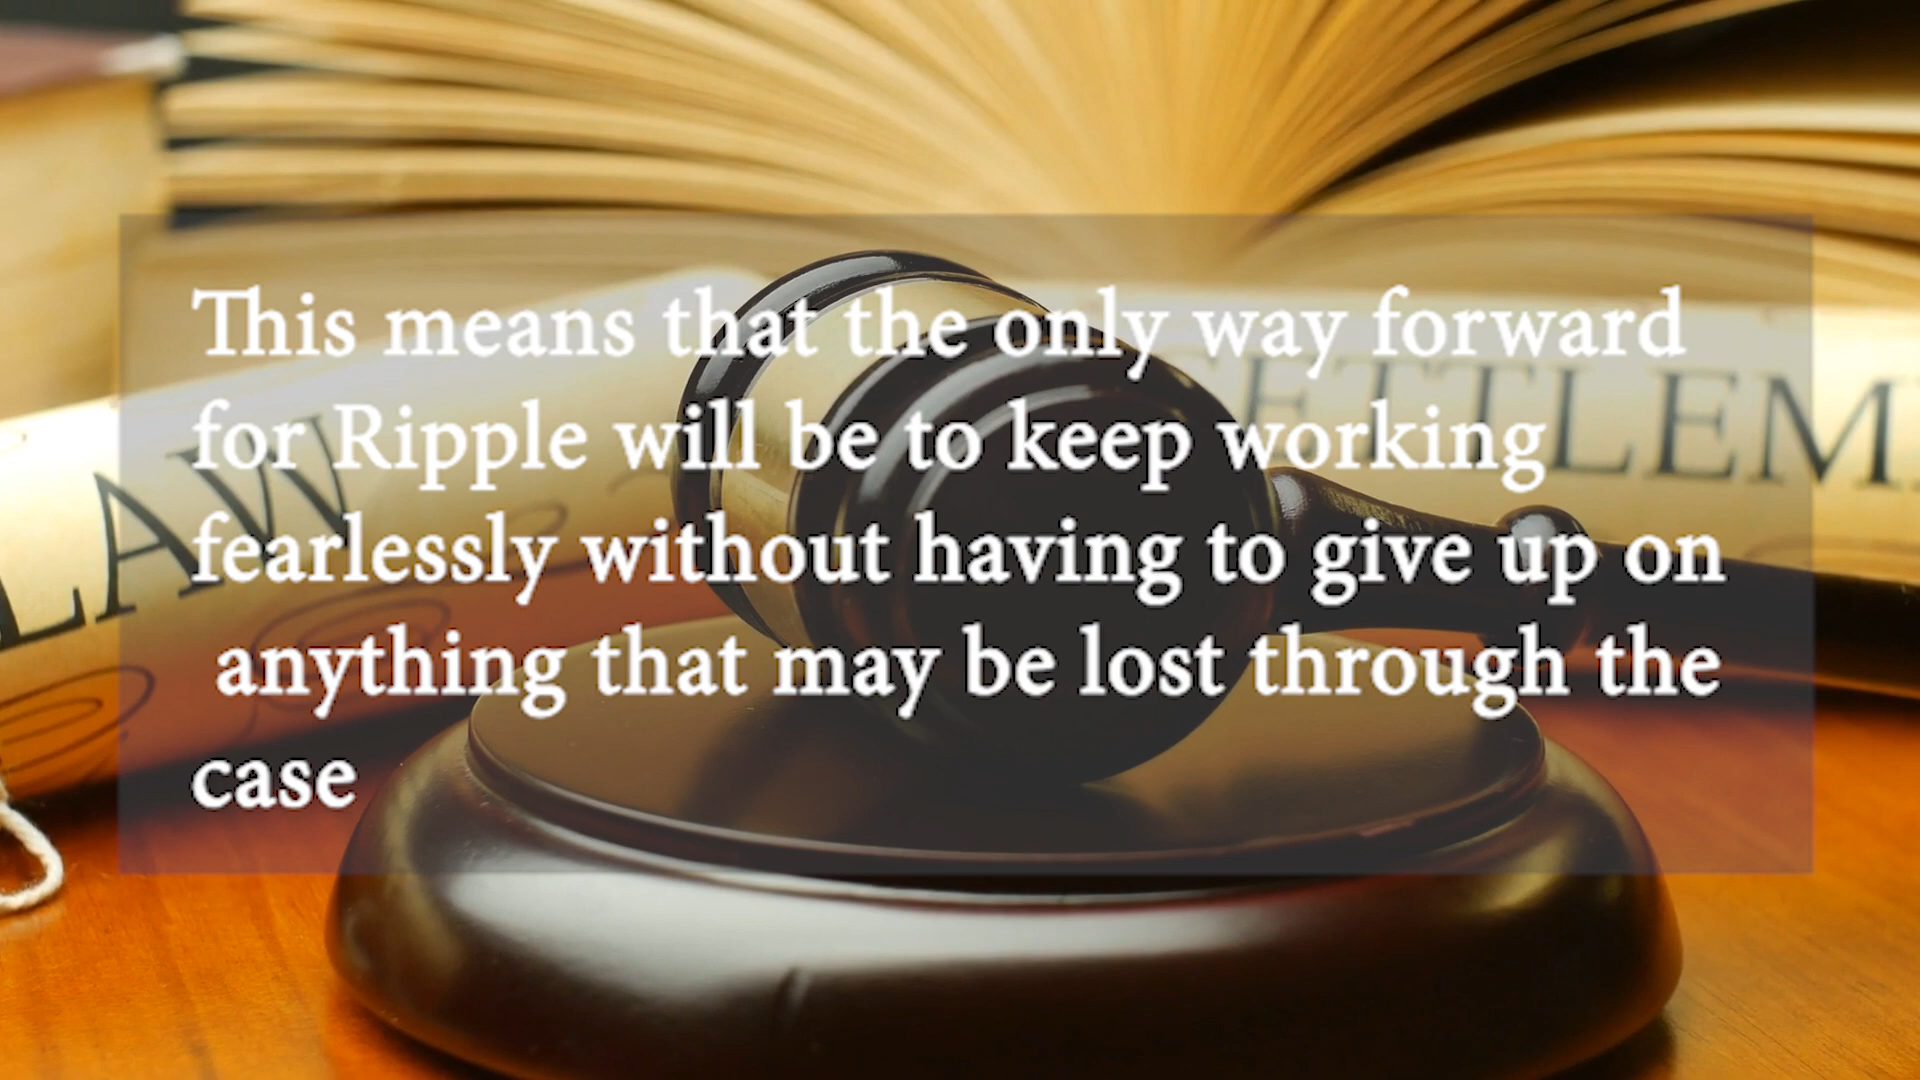 This means that the only way forward
for Ripple will be to keep working
fearlessly without having to give up on
anything that may be lost through the
case
LAW